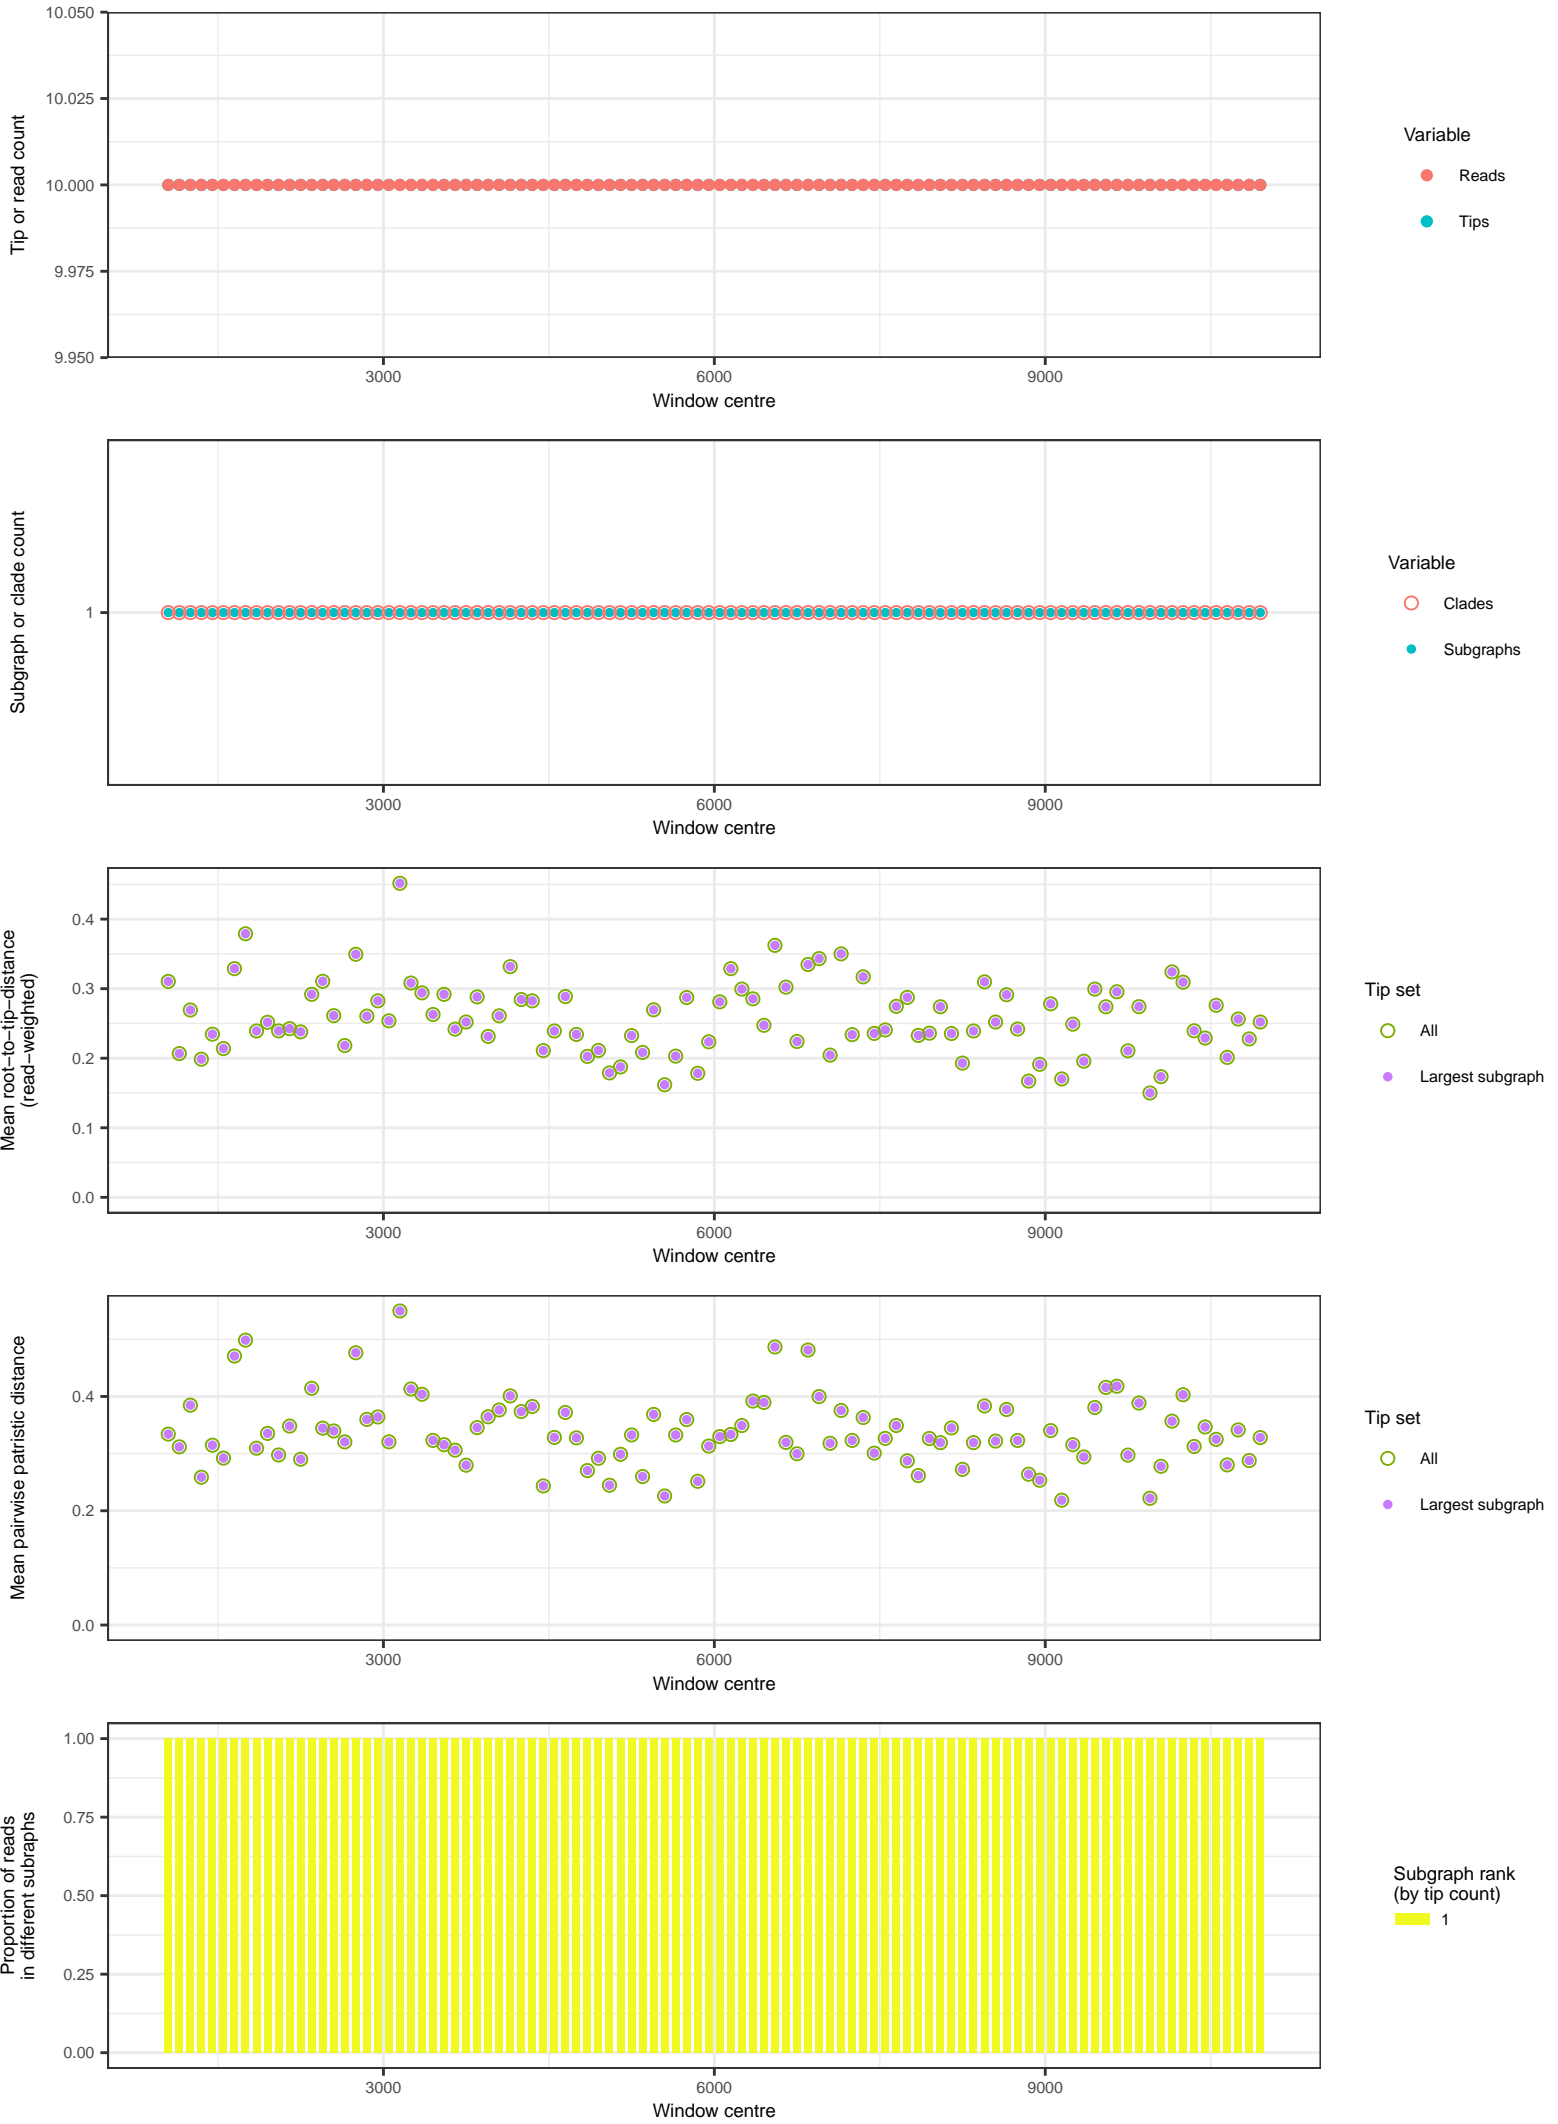 10.050
10.025
10.000
9.975
9.950
Tip or read count
3000 6000 9000
Window centre
Variable
Reads
Tips
1
Subgraph or clade count
3000 6000 9000
Window centre
Variable
Clades
Subgraphs
0.4
0.3
0.2
0.1
0.0
Mean root−to−tip−distance
(read−weighted)
3000 6000 9000
Window centre
Tip set
All
Largest subgraph
0.4
0.2
0.0
Mean pairwise patristic distance
3000 6000 9000
Window centre
Tip set
All
Largest subgraph
1.00
0.75
0.50
0.25
0.00
Proportion of reads
in different subraphs
3000 6000 9000
Window centre
Subgraph rank
(by tip count)
1